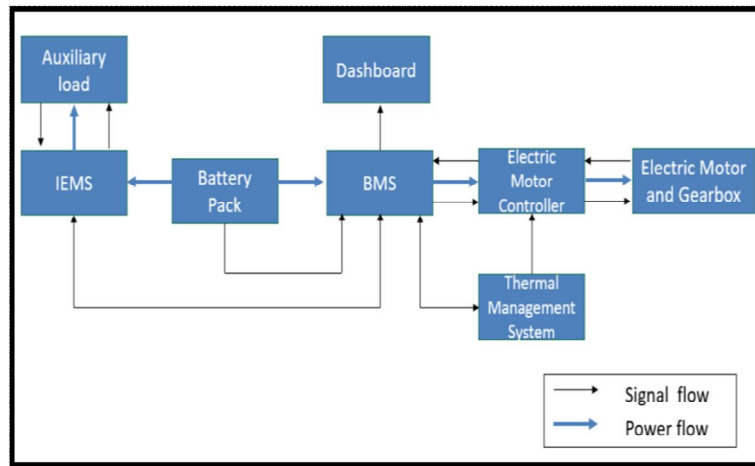 Auxiliary
load
Dashboard
IEMS
Battery
Pack
BMS
Electric
Motor
Controller
Electric Motor
and Gearbox
Thermal
Management
System
Signal flow
Power flow